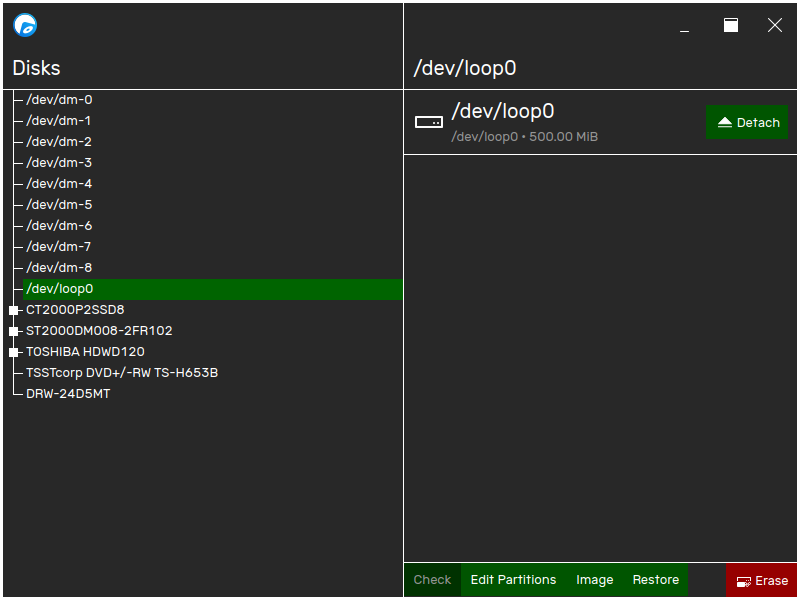 Disks
/dev/dm-0
/dev/dm-1
/dev/dm-2
/dev/dm-3
/dev/dm-4
/dev/dm-5
/dev/dm-6
/dev/dm-7
/dev/dm-8
/dev/loop0
CT2000P2SSD8
ST2000DM008-2FR102
TOSHIBA HDWD120
TSSTcorp DVD+/-RW TS-H653B
DRW-24D5MT
/dev/loop0
/dev/loop0
/dev/loop0 • 500.00 MiB
Detach
Check Edit Partitions Image Restore Erase